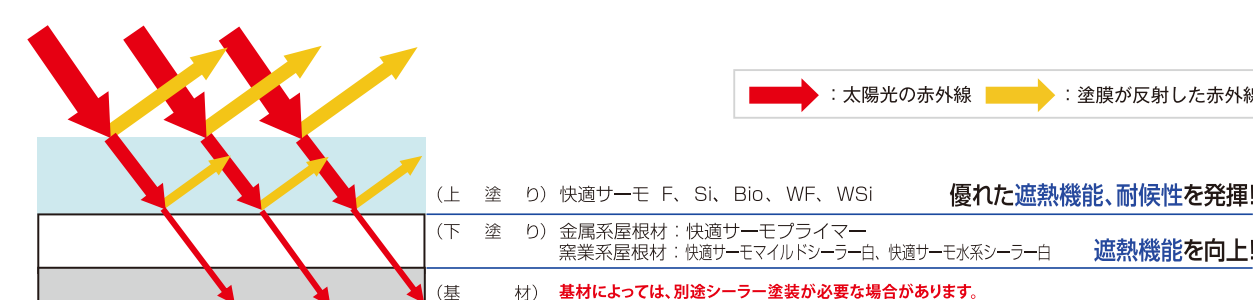 ：太陽光の赤外線 ：塗膜が反射した赤外線
（上 塗 り）快適サーモ F、Si、Bio、WF、WSi 優れた遮熱機能、耐候性を発揮!
（下 塗 り）金属系屋根材：快適サーモプライマー
窯業系屋根材：快適サーモマイルドシーラー白、快適サーモ水系シーラー白 遮熱機能を向上!
（基 材）基材によっては、別途シーラー塗装が必要な場合があります。